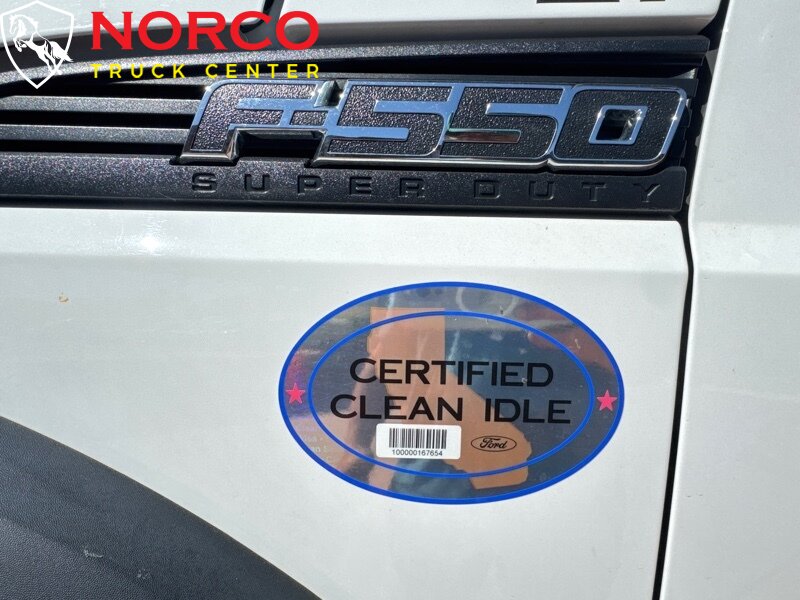 NORCO
TRUCK CENTER
F-550
SUPER DUTY
CERTIFIED
CLEAN IDLE
100000167654
Ford